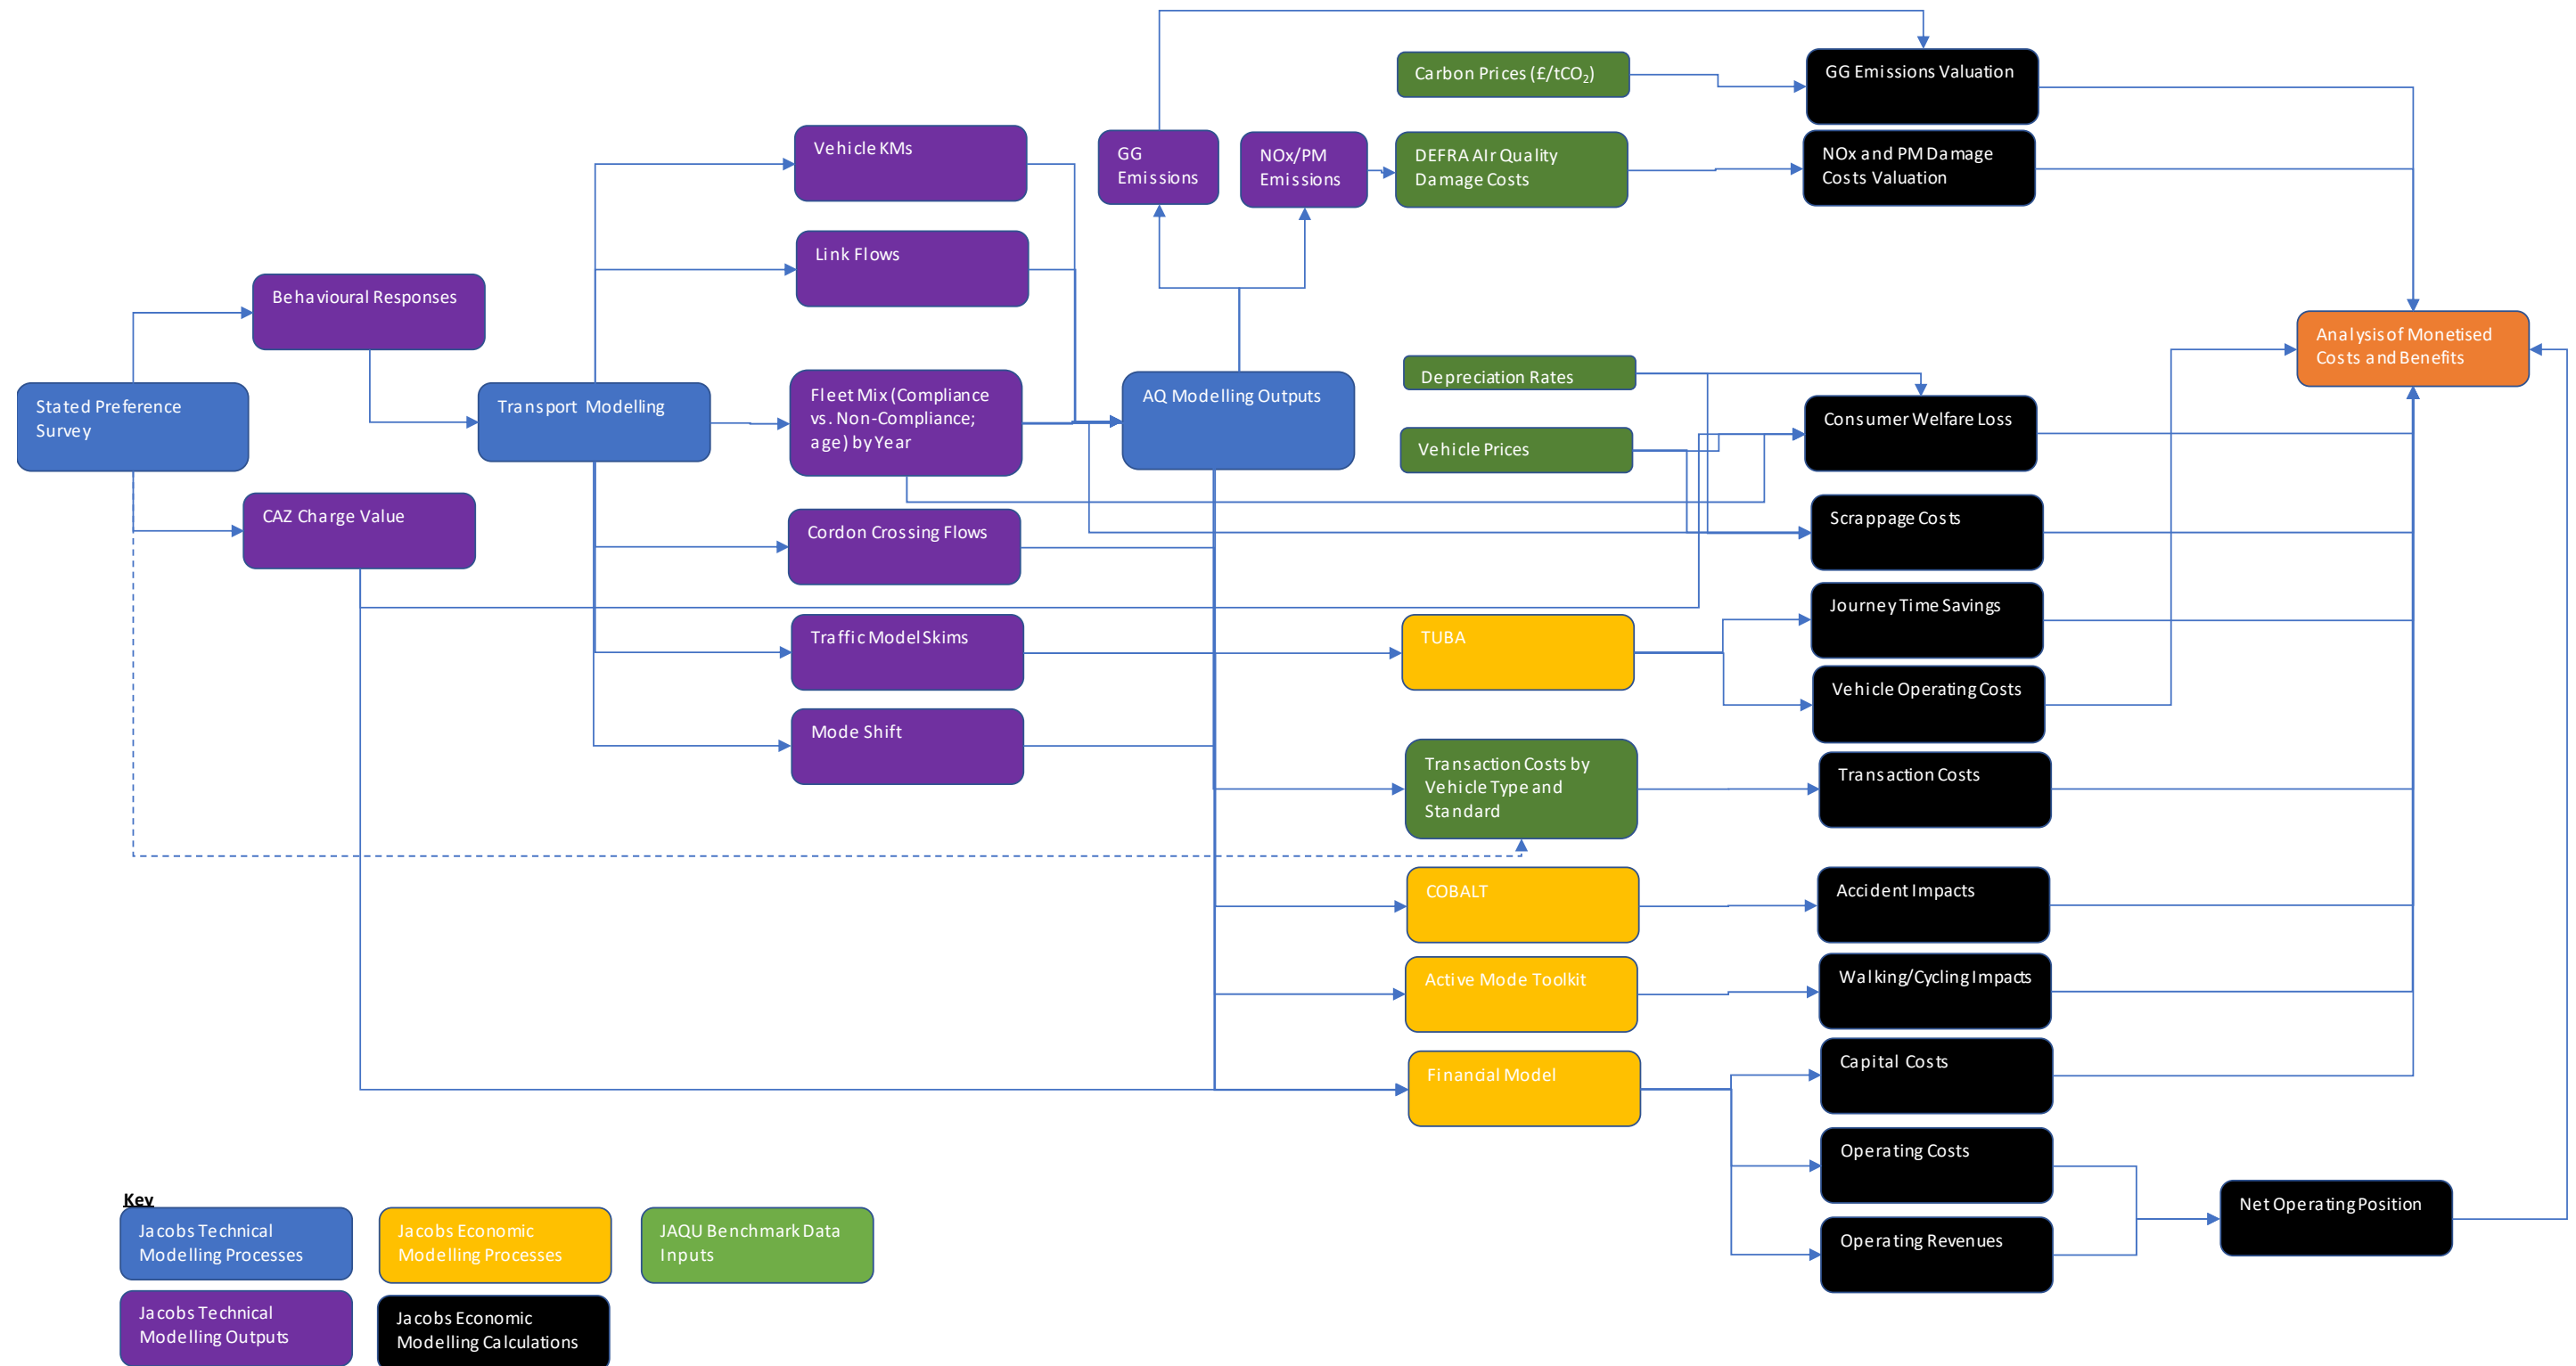 Carbon Prices (£/tCO₂)
GG Emissions Valuation
Vehicle KMs
GG
Emissions
NOx/PM
Emissions
DEFRA AIr Quality
Damage Costs
NOx and PM Damage
Costs Valuation
Link Flows
Behavioural Responses
Analysis of Monetised
Costs and Benefits
Stated Preference
Survey
Transport Modelling
Fleet Mix (Compliance
vs. Non-Compliance;
age) by Year
AQ Modelling Outputs
Depreciation Rates
Vehicle Prices
Consumer Welfare Loss
CAZ Charge Value
Cordon Crossing Flows
Scrappage Costs
Traffic Model Skims
TUBA
Journey Time Savings
Vehicle Operating Costs
Mode Shift
Transaction Costs by
Vehicle Type and
Standard
Transaction Costs
COBALT
Accident Impacts
Active Mode Toolkit
Walking/Cycling Impacts
Financial Model
Capital Costs
Operating Costs
Operating Revenues
Net Operating Position
Key
Jacobs Technical
Modelling Processes
Jacobs Economic
Modelling Processes
JAQU Benchmark Data
Inputs
Jacobs Technical
Modelling Outputs
Jacobs Economic
Modelling Calculations